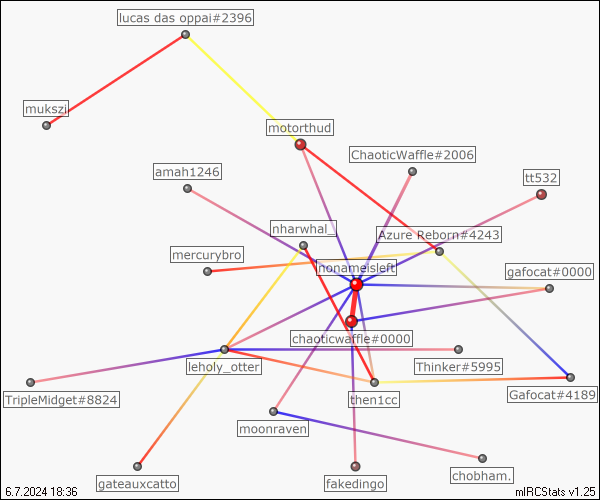 lucas das oppai#2396
mukszi
motorthud
ChaoticWaffle#2006
amah1246
tt532
nharwhal_
Azure Reborn#4243
mercurybro
nonameisleft
gafocat#0000
chaoticwaffle#0000
leholy_otter
Thinker#5995
TripleMidget#8824
then1cc
Gafocat#4189
moonraven
gateauxcatto
fakedingo
chobham.
6.7.2024 18:36
mIRCStats v1.25